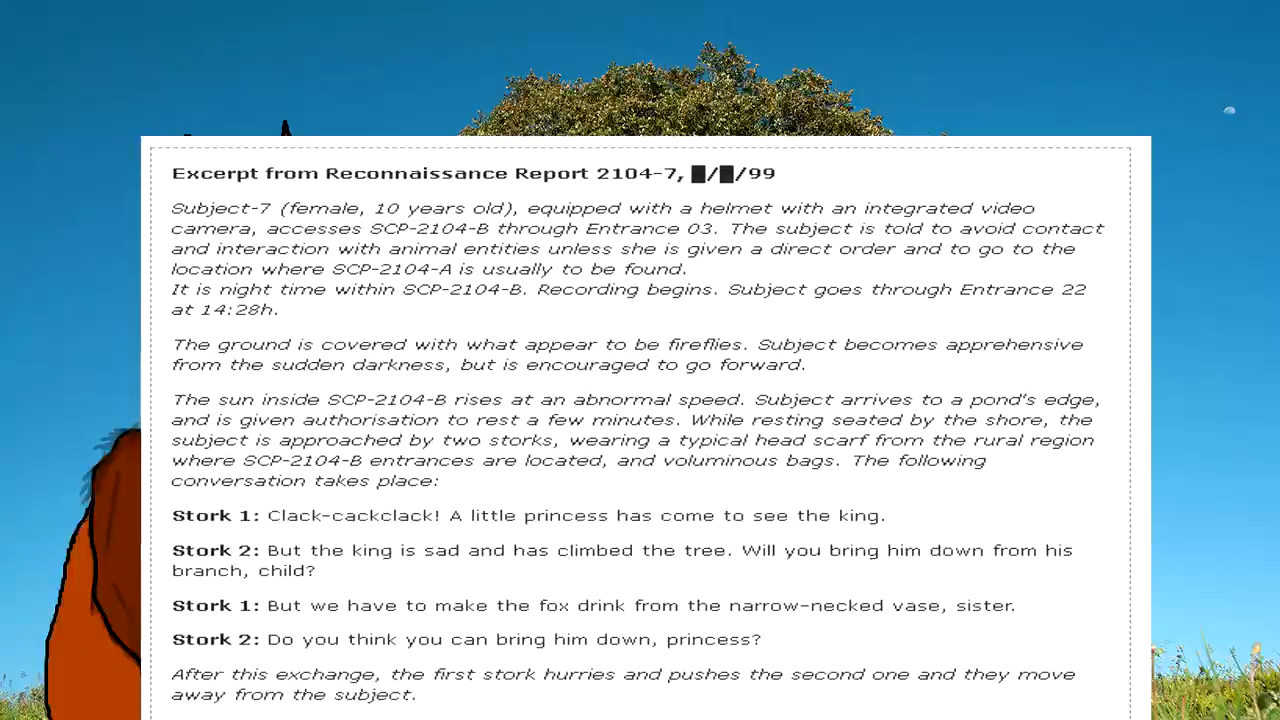 Excerpt from Reconnaissance Report 2104-7, █/█/99
Subject-7 (female, 10 years old), equipped with a helmet with an integrated video
camera, accesses SCP-2104-B through Entrance 03. The subject is told to avoid contact
and interaction with animal entities unless she is given a direct order and to go to the
location where SCP-2104-A is usually to be found.
It is night time within SCP-2104-B. Recording begins. Subject goes through Entrance 22
at 14:28h.
The ground is covered with what appear to be fireflies. Subject becomes apprehensive
from the sudden darkness, but is encouraged to go forward.
The sun inside SCP-2104-B rises at an abnormal speed. Subject arrives to a pond's edge,
and is given authorisation to rest a few minutes. While resting seated by the shore, the
subject is approached by two storks, wearing a typical head scarf from the rural region
where SCP-2104-B entrances are located, and voluminous bags. The following
conversation takes place:
Stork 1: Clack-cackclack! A little princess has come to see the king.
Stork 2: But the king is sad and has climbed the tree. Will you bring him down from his
branch, child?
Stork 1: But we have to make the fox drink from the narrow-necked vase, sister.
Stork 2: Do you think you can bring him down, princess?
After this exchange, the first stork hurries and pushes the second one and they move
away from the subject.